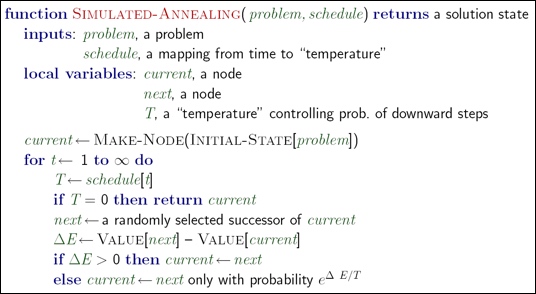 function SIMULATED-ANNEALING(problem, schedule) returns a solution state
inputs: problem, a problem
schedule, a mapping from time to “temperature”
local variables: current, a node
next, a node
T, a “temperature” controlling prob. of downward steps
current ← MAKE-NODE(INITIAL-STATE[problem])
for t ← 1 to ∞ do
T ← schedule[t]
if T = 0 then return current
next ← a randomly selected successor of current
ΔE ← VALUE[next] – VALUE[current]
if ΔE > 0 then current ← next
else current ← next only with probability e^Δ E/T